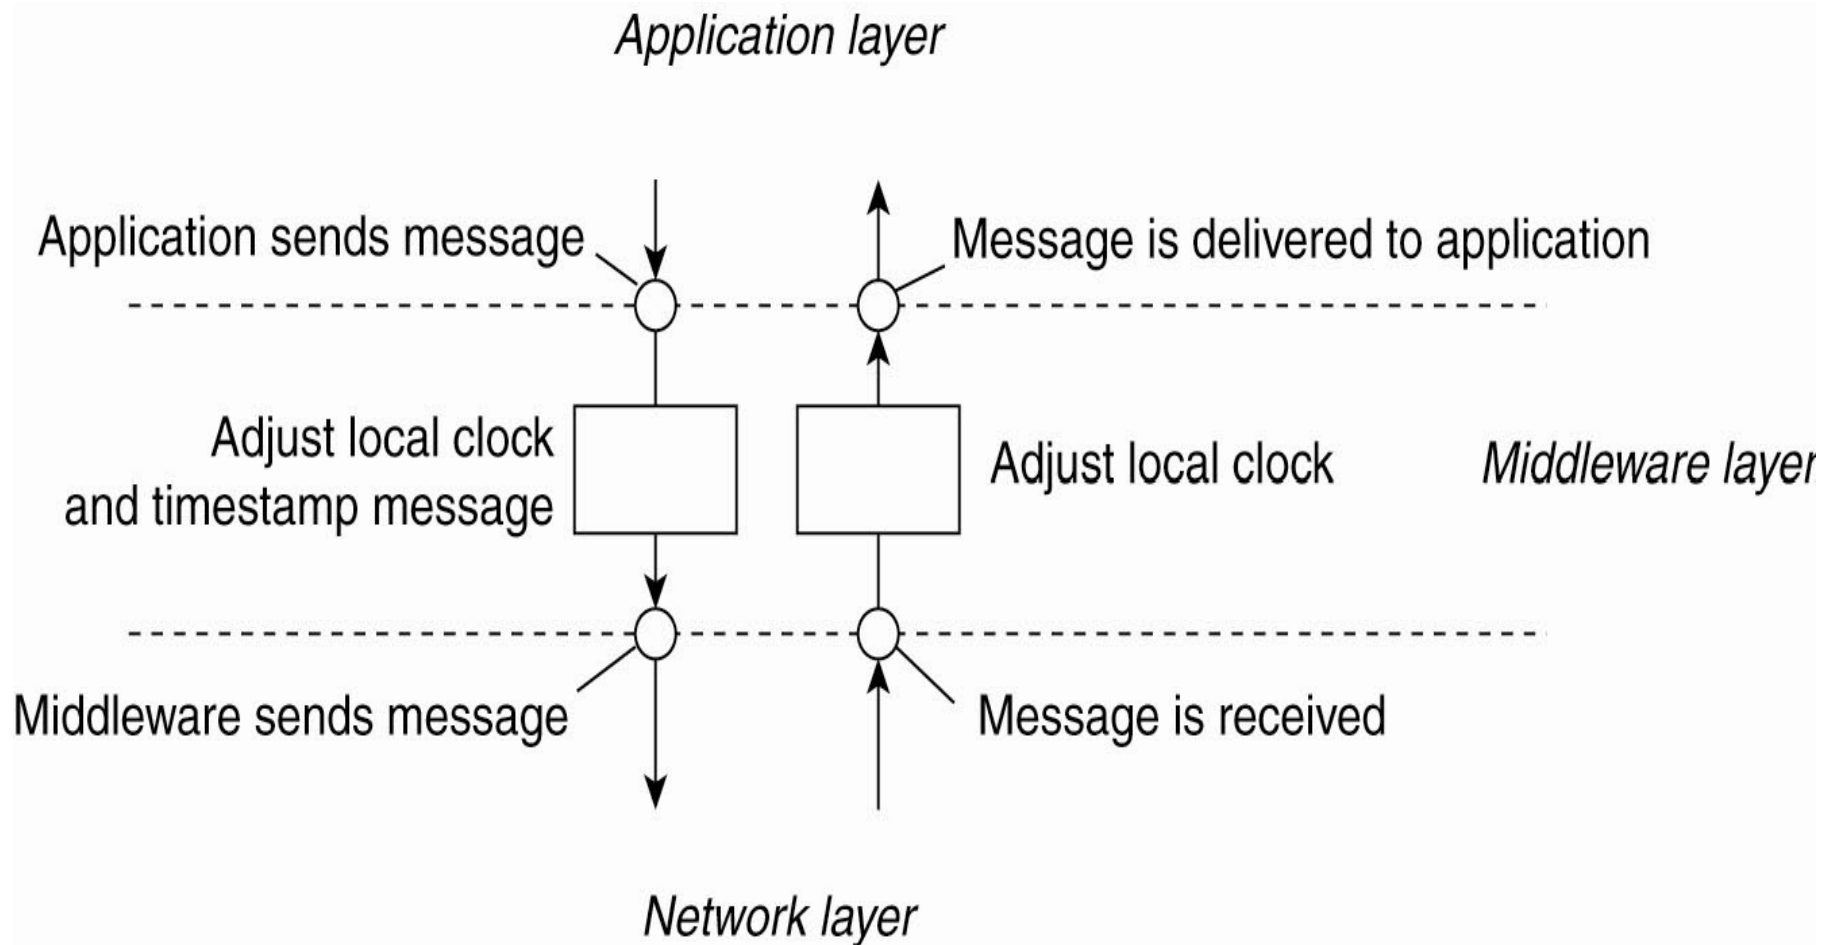 Application layer
Application sends message
Message is delivered to application
Adjust local clock
and timestamp message
Adjust local clock
Middleware layer
Middleware sends message
Message is received
Network layer